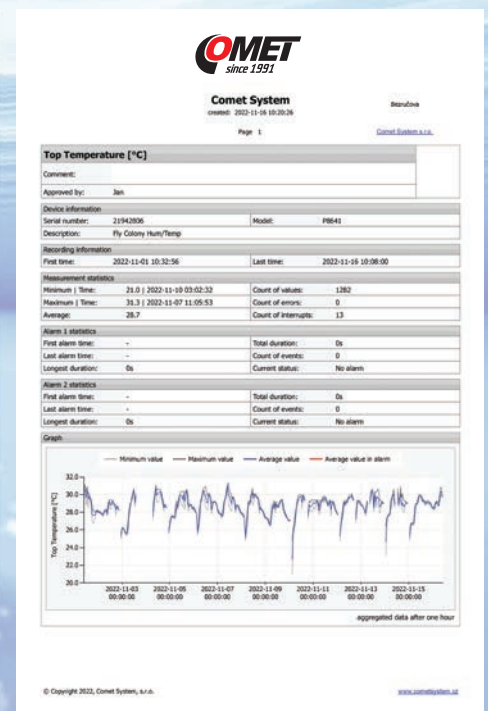 COMET
since 1991
Comet System
created: 2022-11-16 10:20:26
Bezručova
Page 1
Comet System s.r.o.
Top Temperature [°C]
Comment:
Approved by: Jan
Device information
Serial number: 21942806 Model: P8641
Description: Fly Colony Hum/Temp
Recording information
First time: 2022-11-01 10:32:56 Last time: 2022-11-16 10:08:00
Measurement statistics
Minimum | Time: 21.0 | 2022-11-10 03:02:32 Count of values: 1282
Maximum | Time: 31.3 | 2022-11-07 11:05:53 Count of errors: 0
Average: 28.7 Count of interrupts: 13
Alarm 1 statistics
First alarm time: - Total duration: 0s
Last alarm time: - Count of events: 0
Longest duration: 0s Current status: No alarm
Alarm 2 statistics
First alarm time: - Total duration: 0s
Last alarm time: - Count of events: 0
Longest duration: 0s Current status: No alarm
Graph
Minimum value Maximum value Average value Average value in alarm
Top Temperature [°C]
32.0
30.0
28.0
26.0
24.0
22.0
20.0
2022-11-03 2022-11-05 2022-11-07 2022-11-09 2022-11-11 2022-11-13 2022-11-15
00:00:00 00:00:00 00:00:00 00:00:00 00:00:00 00:00:00 00:00:00
aggregated data after one hour
© Copyright 2022, Comet System, s.r.o.
www.cometsystem.cz